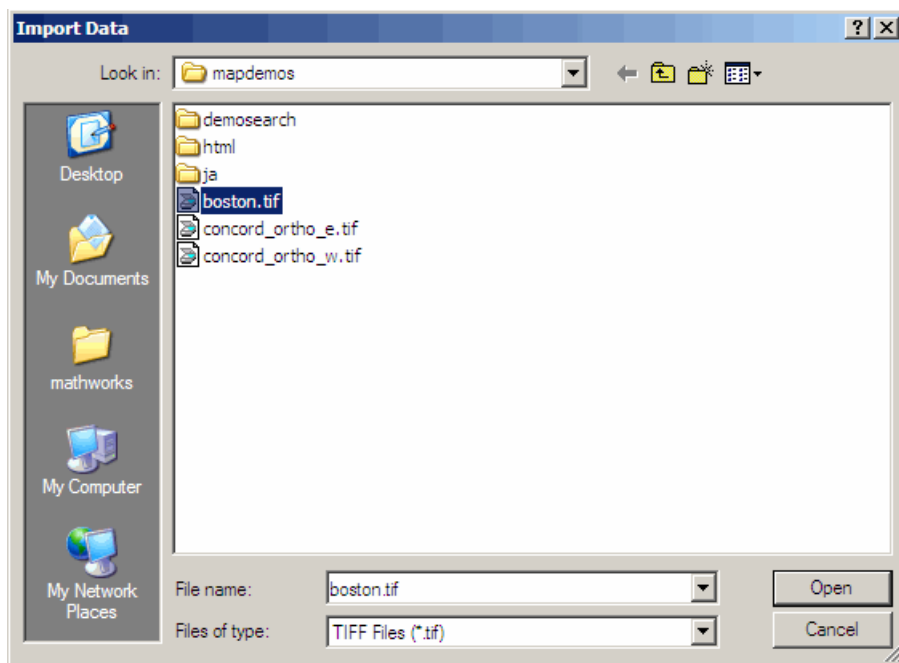 Import Data
Look in: mapdemos
demosearch
html
ja
boston.tif
concord_ortho_e.tif
concord_ortho_w.tif
Desktop
My Documents
mathworks
My Computer
My Network
Places
File name: boston.tif Open
Files of type: TIFF Files (*.tif) Cancel